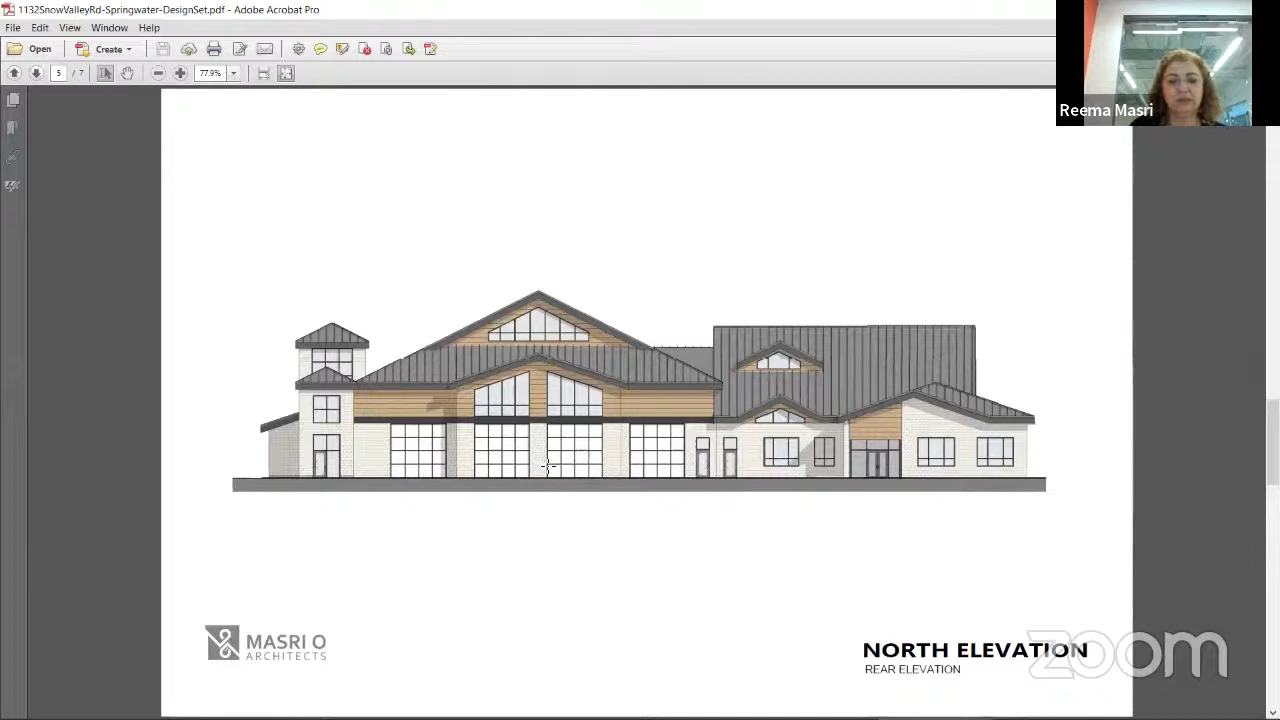 1132SnowValleyRd-Springwater-DesignSet.pdf - Adobe Acrobat Pro
File Edit View Window Help
Open Create
5 / 7 77.9%
Reema Masri
MASRI O
ARCHITECTS
NORTH ELEVATION
REAR ELEVATION
zoom